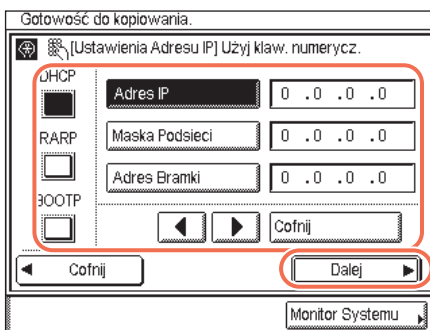 Gotowość do kopiowania.
[Ustawienia Adresu IP] Użyj klaw. numerycz.
DHCP
Adres IP 0 .0 .0 .0
RARP Maska Podsieci 0 .0 .0 .0
Adres Bramki 0 .0 .0 .0
BOOTP
Cofnij
Cofnij Dalej
Monitor Systemu